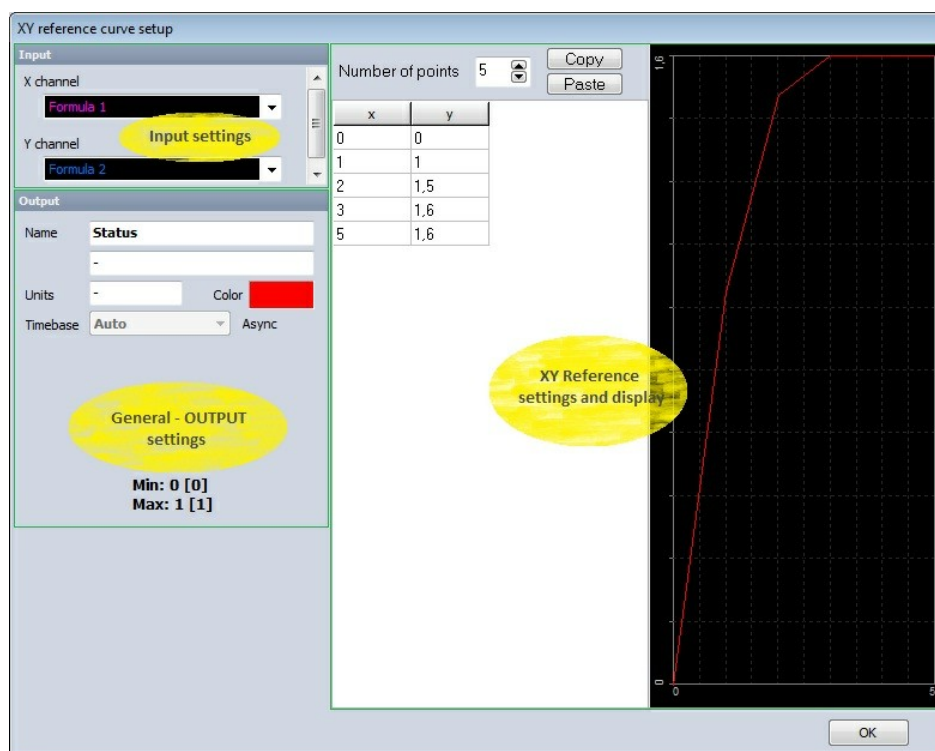 XY reference curve setup
Input
X channel
Formula 1
Input settings
Y channel
Formula 2
Output
Name Status
-
Units - Color
Timebase Auto Async
General - OUTPUT
settings
Min: 0 [0]
Max: 1 [1]
Number of points 5 Copy
Paste
x y
0 0
1 1
2 1,5
3 1,6
5 1,6
XY Reference
settings and display
1,6
0
0 5
OK